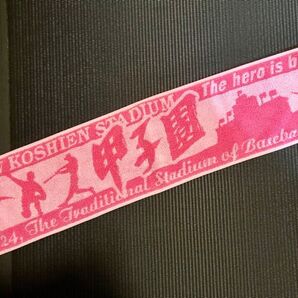 KOSHIEN STADIUM
The hero is b
甲子園
24, The Traditional Stadium of Baseba